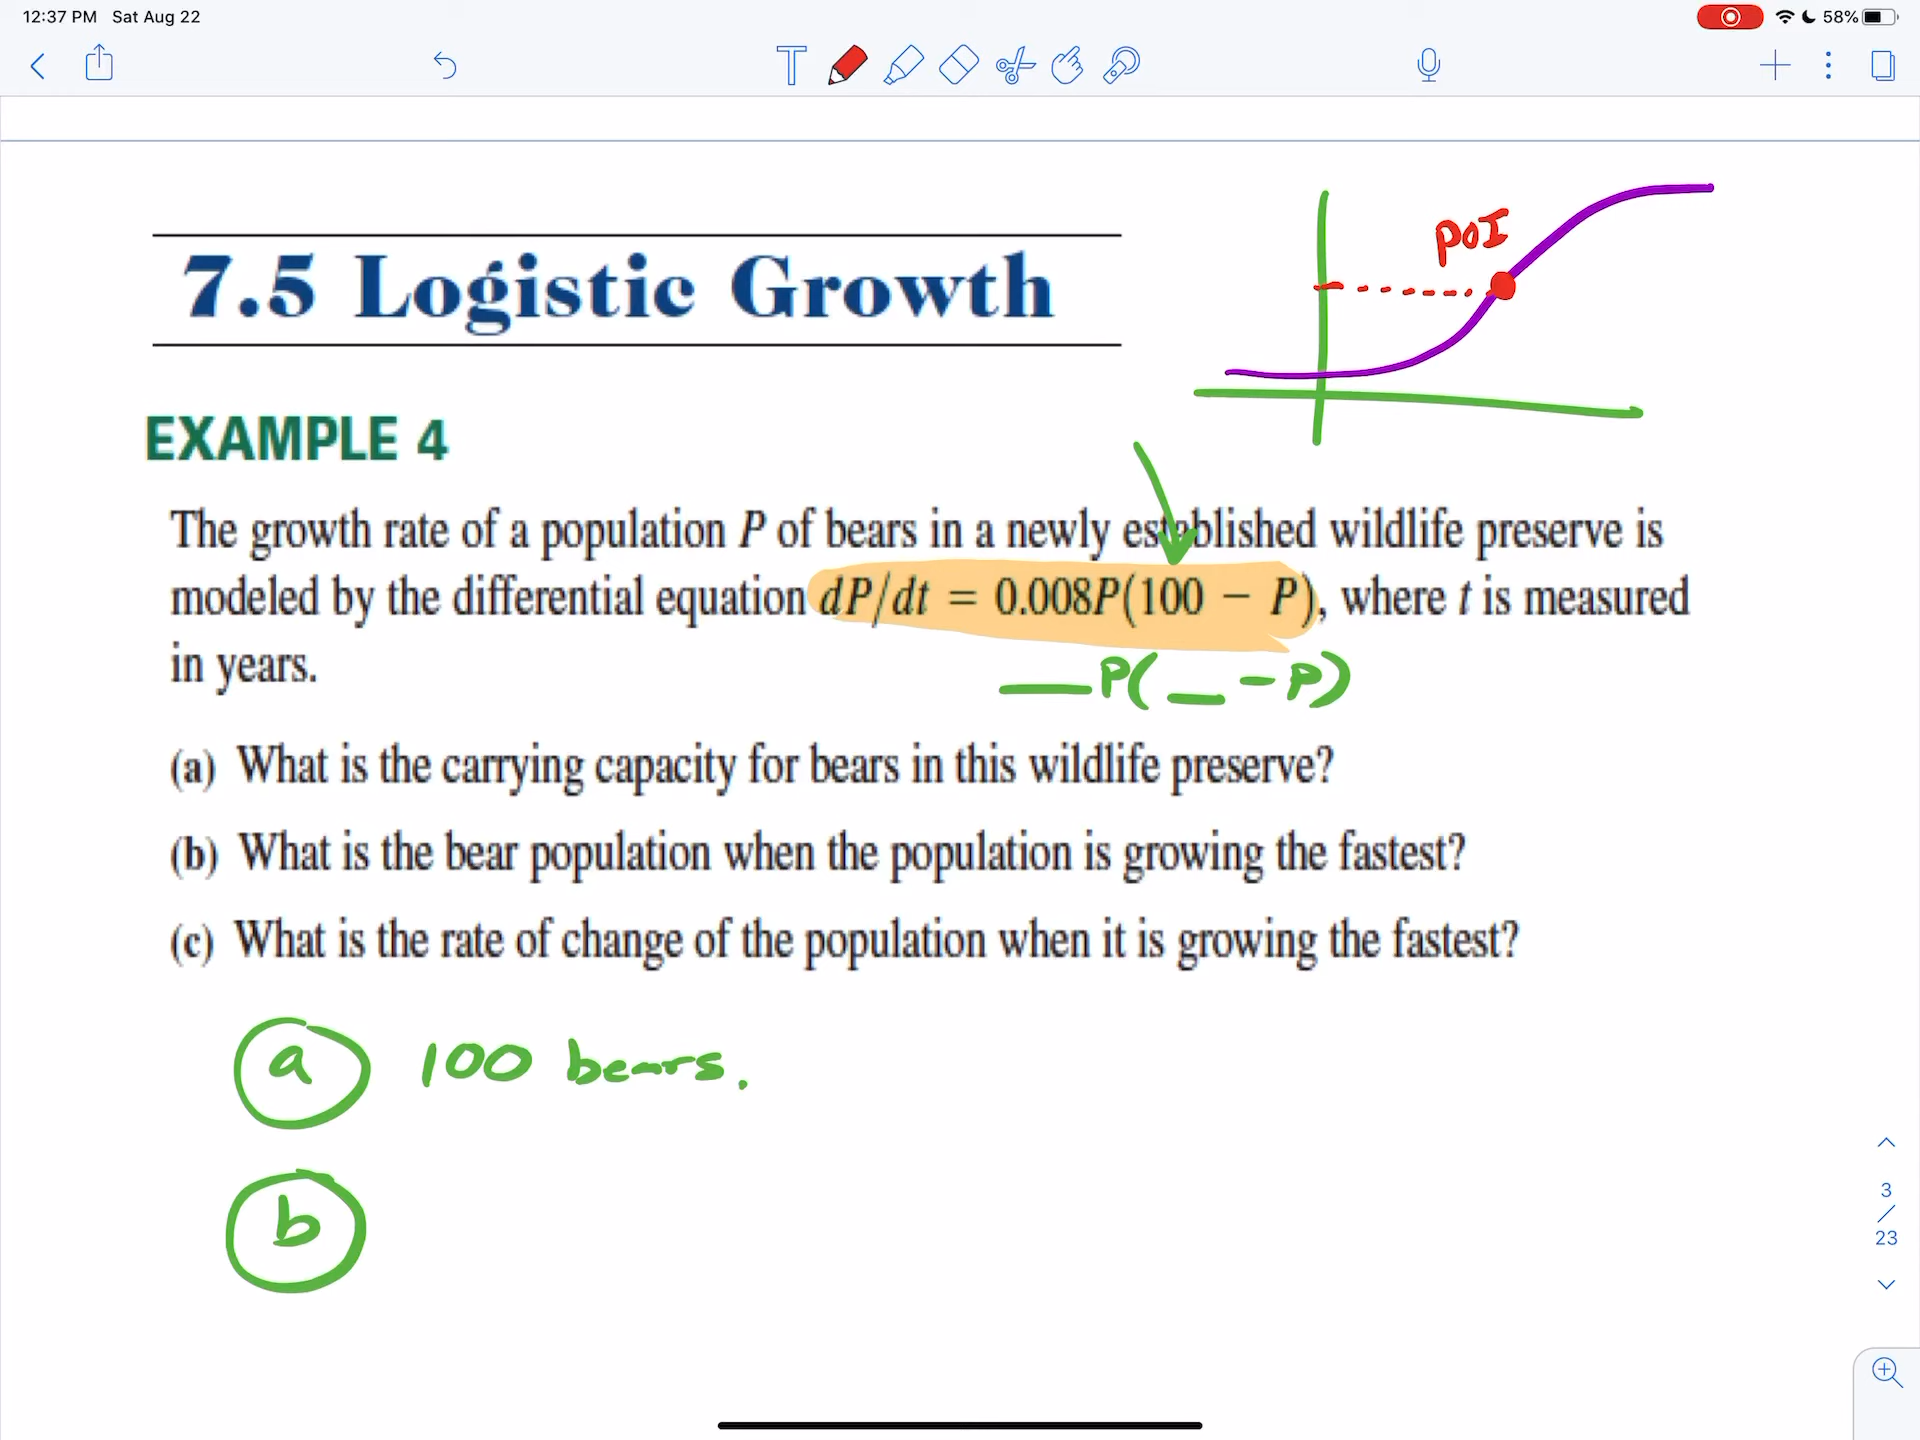 12:37 PM Sat Aug 22
58%
T
POI
7.5 Logistic Growth
EXAMPLE 4
The growth rate of a population P of bears in a newly established wildlife preserve is
modeled by the differential equation dP/dt = 0.008P(100 − P), where t is measured
in years.
__P(__-P)
(a) What is the carrying capacity for bears in this wildlife preserve?
(b) What is the bear population when the population is growing the fastest?
(c) What is the rate of change of the population when it is growing the fastest?
a 100 bears.
b
3
/
23